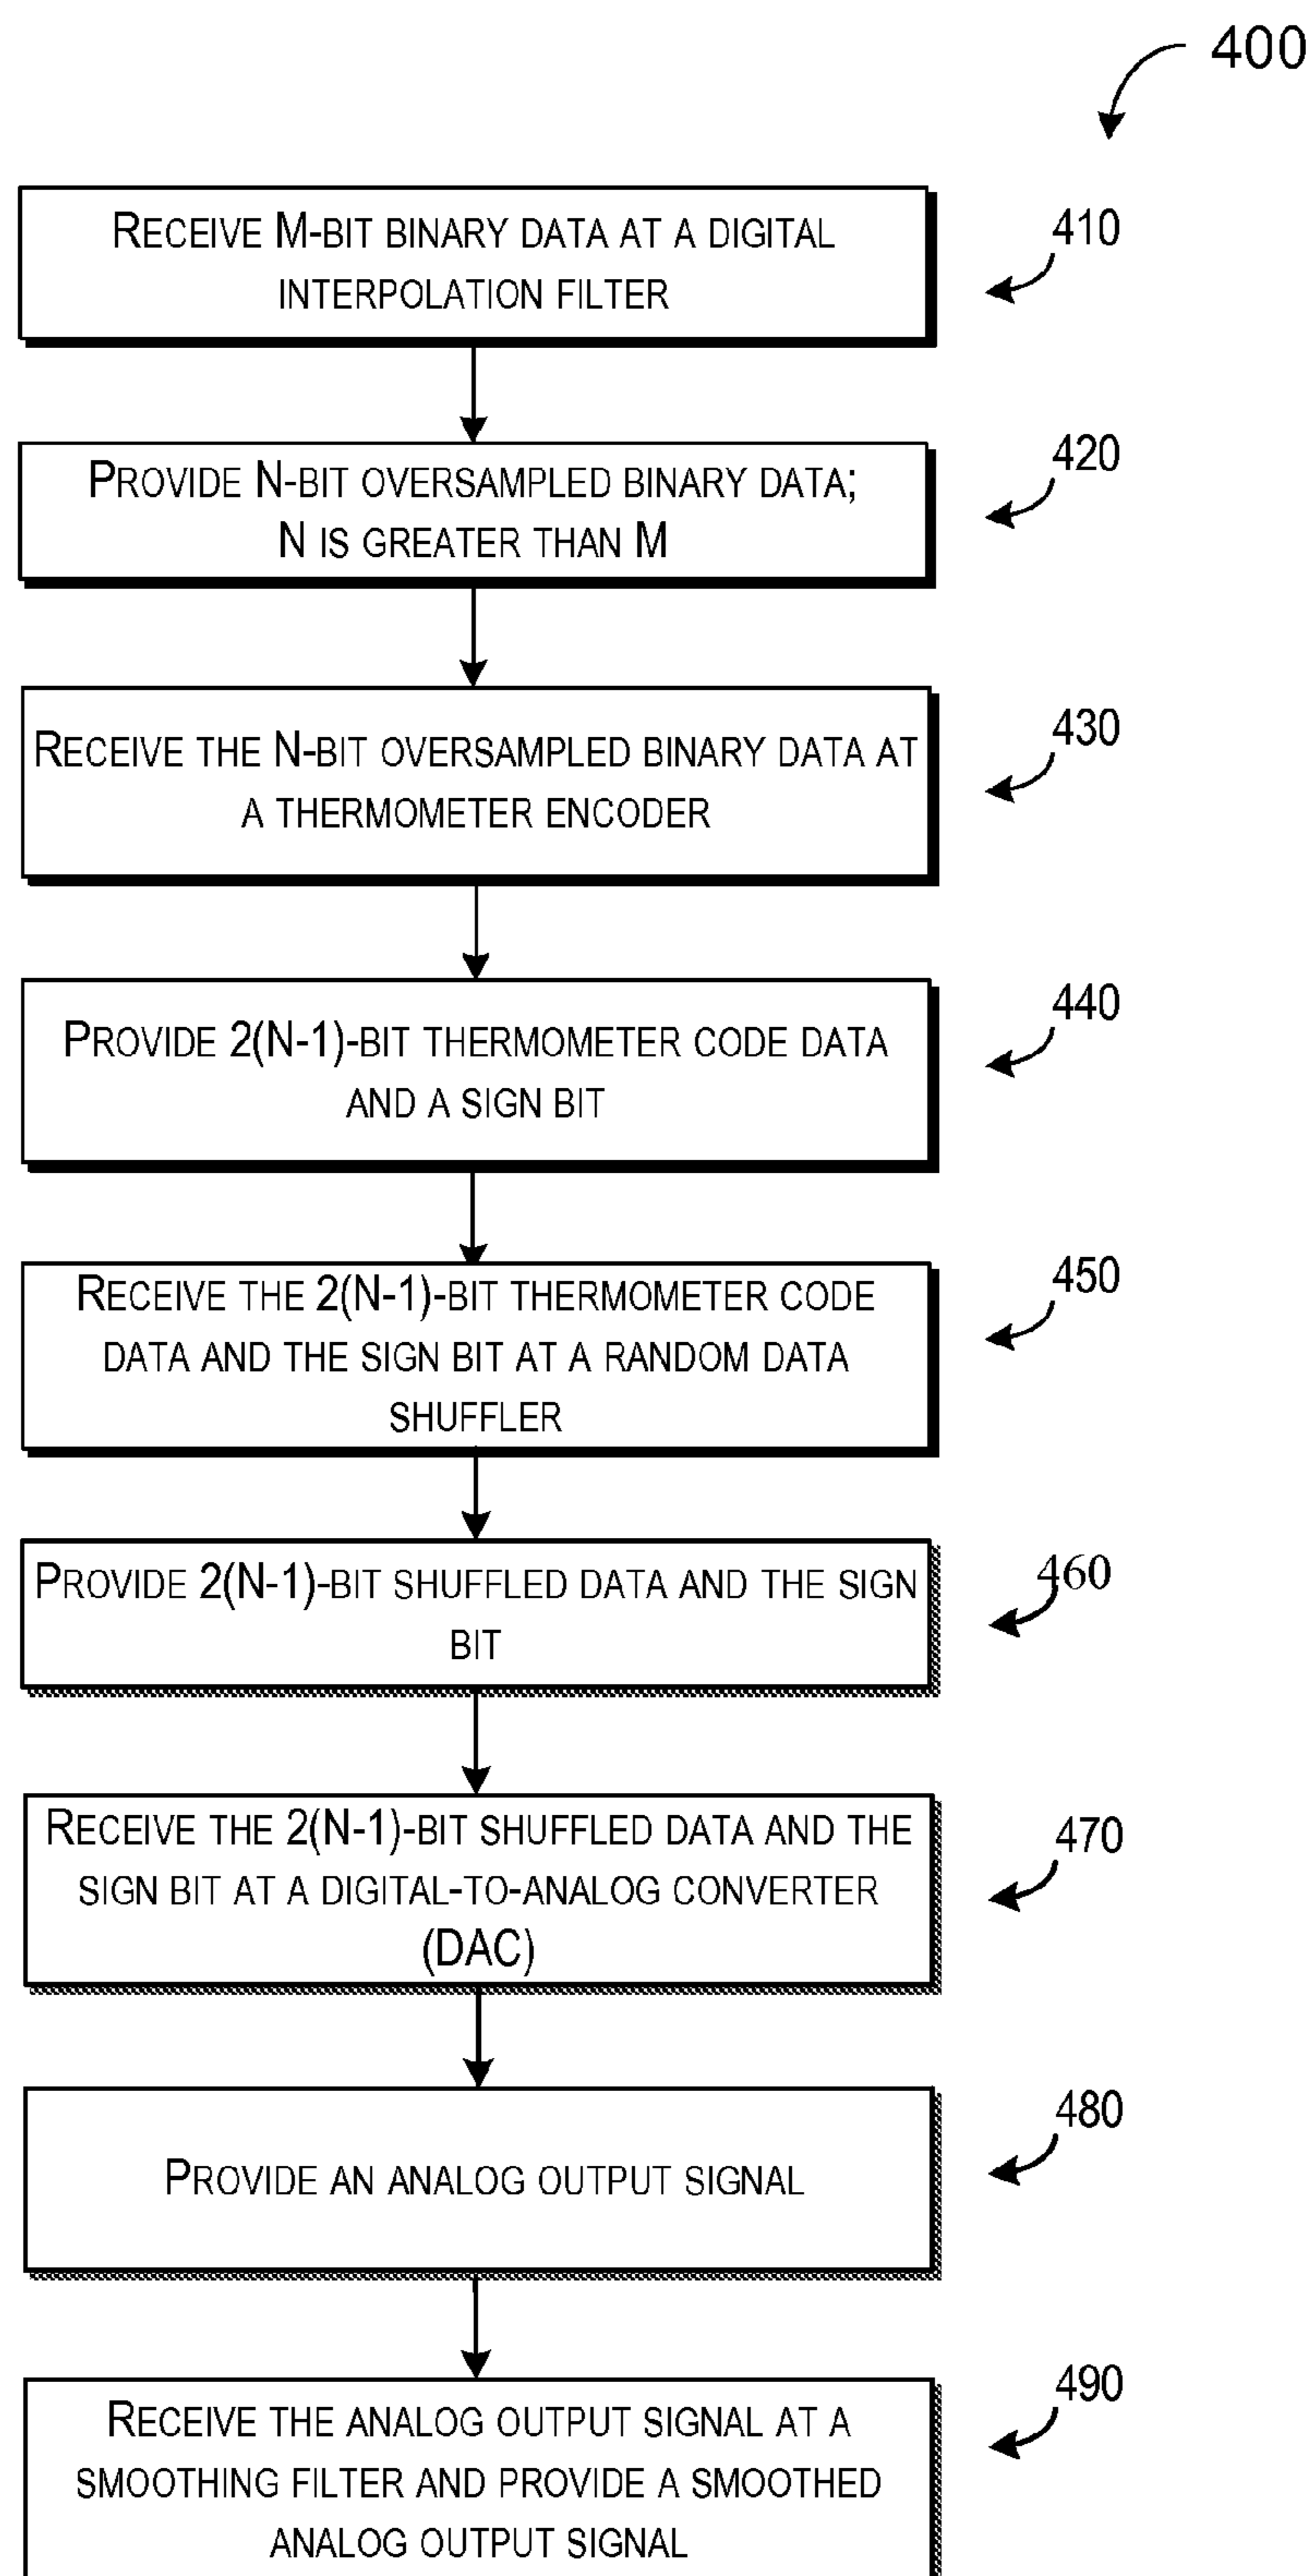 400
RECEIVE M-BIT BINARY DATA AT A DIGITAL
INTERPOLATION FILTER
410
PROVIDE N-BIT OVERSAMPLED BINARY DATA;
N IS GREATER THAN M
420
RECEIVE THE N-BIT OVERSAMPLED BINARY DATA AT
A THERMOMETER ENCODER
430
PROVIDE 2(N-1)-BIT THERMOMETER CODE DATA
AND A SIGN BIT
440
RECEIVE THE 2(N-1)-BIT THERMOMETER CODE
DATA AND THE SIGN BIT AT A RANDOM DATA
SHUFFLER
450
PROVIDE 2(N-1)-BIT SHUFFLED DATA AND THE SIGN
BIT
460
RECEIVE THE 2(N-1)-BIT SHUFFLED DATA AND THE
SIGN BIT AT A DIGITAL-TO-ANALOG CONVERTER
(DAC)
470
PROVIDE AN ANALOG OUTPUT SIGNAL
480
RECEIVE THE ANALOG OUTPUT SIGNAL AT A
SMOOTHING FILTER AND PROVIDE A SMOOTHED
ANALOG OUTPUT SIGNAL
490